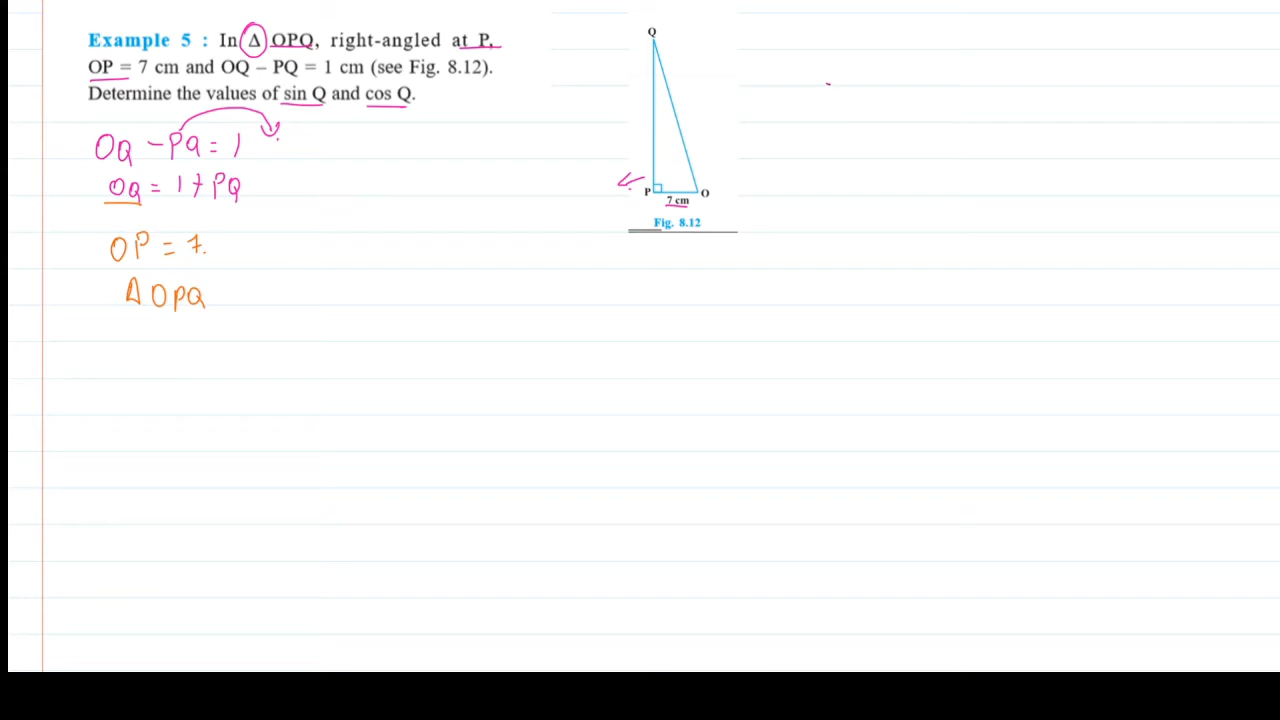 Example 5 : In Δ OPQ, right-angled at P,
OP = 7 cm and OQ – PQ = 1 cm (see Fig. 8.12).
Determine the values of sin Q and cos Q.
OQ - PQ = 1
OQ = 1 + PQ
OP = 7.
Δ OPQ
Q
P
O
7 cm
Fig. 8.12